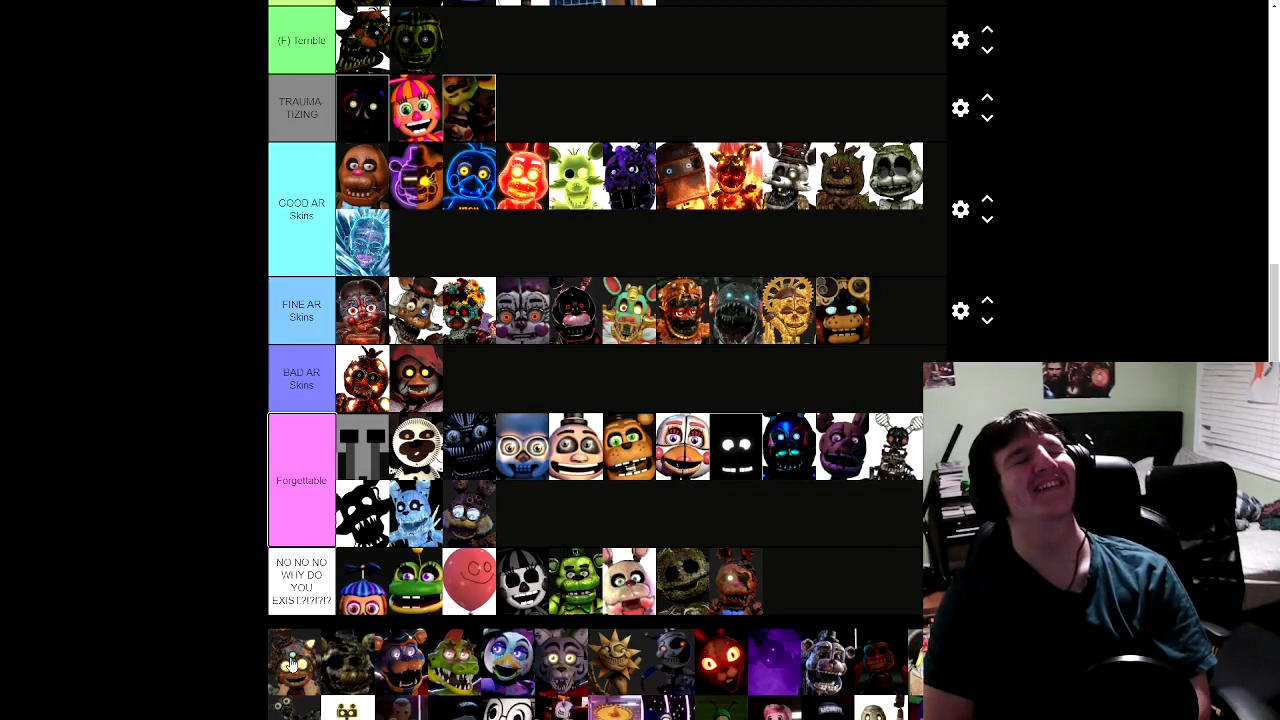 (F) Terrible
TRAUMA-
TIZING
GOOD AR
Skins
FINE AR
Skins
BAD AR
Skins
Forgettable
NO NO NO
WHY DO
YOU
EXIST?!?!?!?